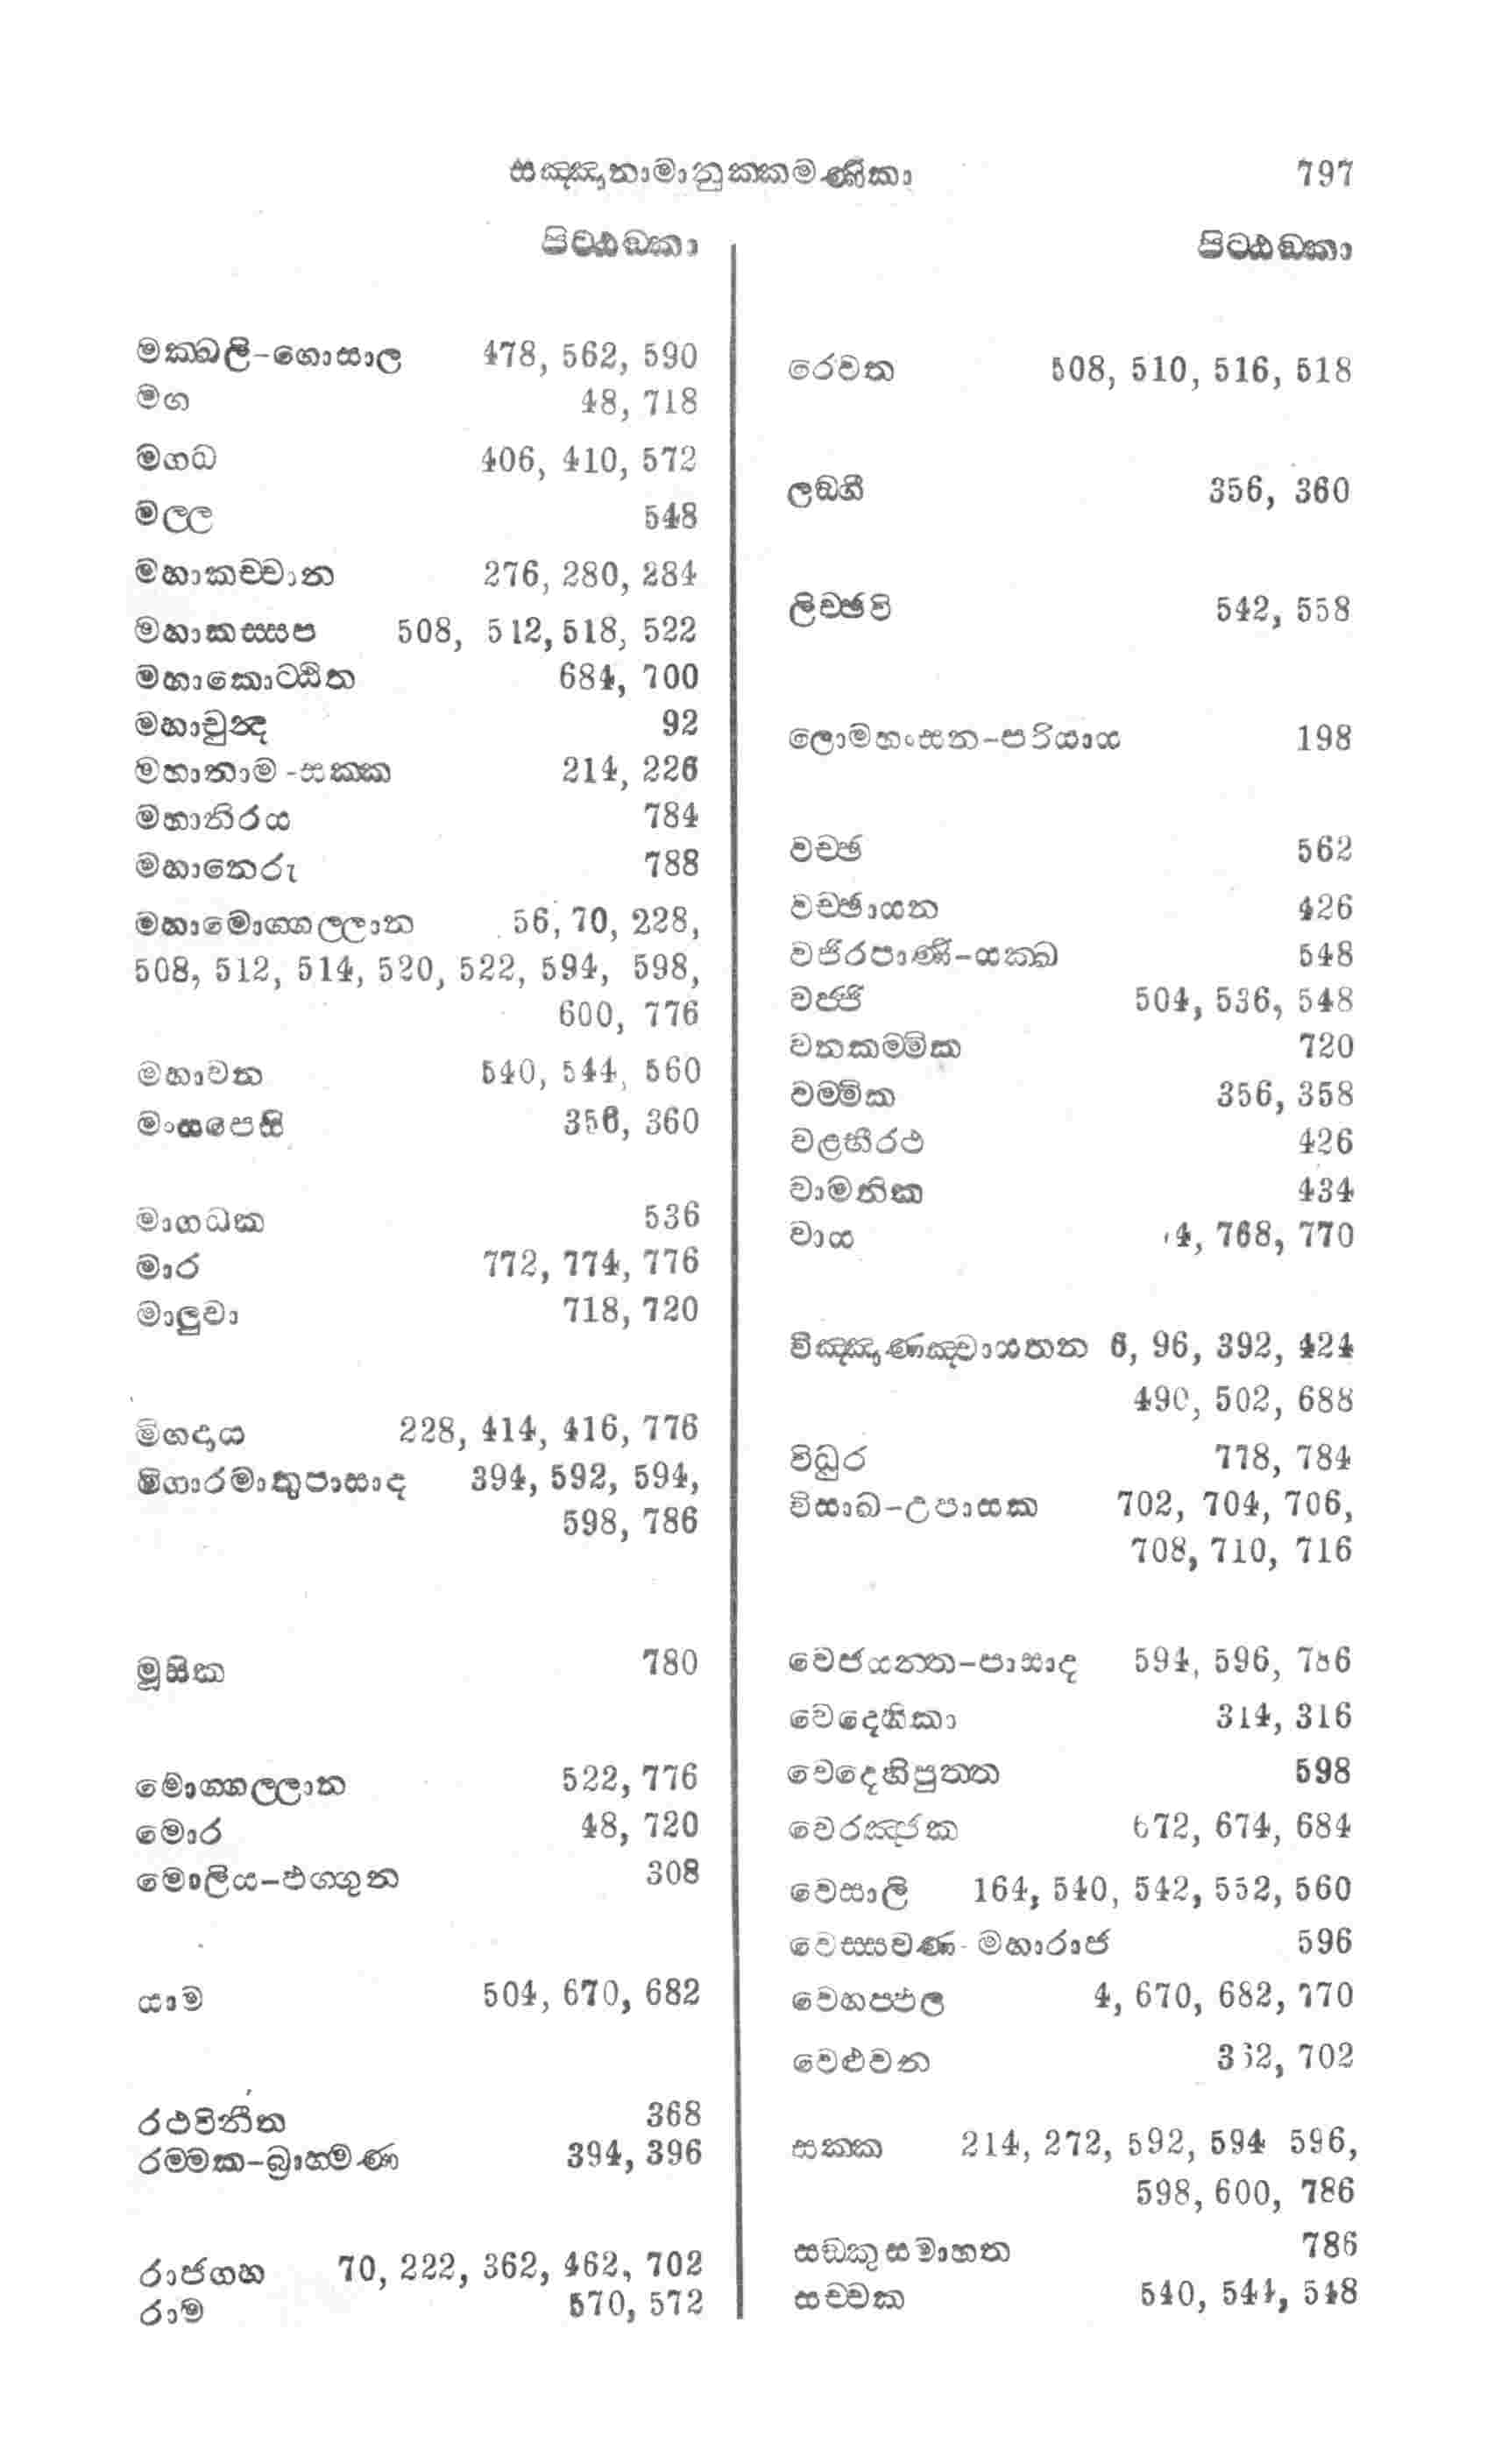 සඤ්ඤානාමානුක්කමණිකා 797
පිට්ඨඞ්කා
මක්ඛලි-ගොසාල 478, 562, 590
මග 48, 718
මගධ 406, 410, 572
මල්ල 548
මහාකච්චාන 276, 280, 284
මහාකස්සප 508, 512, 518, 522
මහාකොට්ඨිත 684, 700
මහාචුන්ද 92
මහානාම-සක්ක 214, 226
මහානිරය 784
මහානෙරු 788
මහාමොග්ගල්ලාන 56, 70, 228,
508, 512, 514, 520, 522, 594, 598,
600, 776
මහාවන 540, 544, 560
මාංසපෙසි 356, 360
මාගධක 536
මාර 772, 774, 776
මාලුවා 718, 720
මිගදාය 228, 414, 416, 776
මිගාරමාතුපාසාද 394, 592, 594,
598, 786
මූසික 780
මොග්ගල්ලාන 522, 776
මොර 48, 720
මොලිය-ඵග්ගුන 308
යාම 504, 670, 682
රථවිනීත 368
රම්මක-බ්‍රාහ්මණ 394, 396
රාජගහ 70, 222, 362, 462, 702
රාම 570, 572
පිට්ඨඞ්කා
රේවත 508, 510, 516, 518
ලඞ්ගී 356, 360
ලිච්ඡවි 542, 558
ලොමහංසන-පරියාය 198
වච්ඡ 562
වච්ඡායන 426
වජිරපාණි-යක්ඛ 548
වජ්ජි 504, 536, 548
වනකම්මික 720
වම්මික 356, 358
වළභීරථ 426
වාමනික 434
වාය 4, 768, 770
විඤ්ඤාණඤ්චායතන 6, 96, 392, 424
490, 502, 688
විධුර 778, 784
විසාඛ-උපාසක 702, 704, 706,
708, 710, 716
වෙජයන්ත-පාසාද 594, 596, 786
වෙදෙහිකා 314, 316
වෙදෙහිපුත්ත 598
වෙරඤ්ජක 672, 674, 684
වෙසාලි 164, 540, 542, 552, 560
වෙස්සවණ-මහාරාජ 596
වෙහප්ඵල 4, 670, 682, 770
වෙළුවන 362, 702
සක්ක 214, 272, 592, 594 596,
598, 600, 786
සඞ්කුසමාහත 786
සච්චක 540, 544, 548